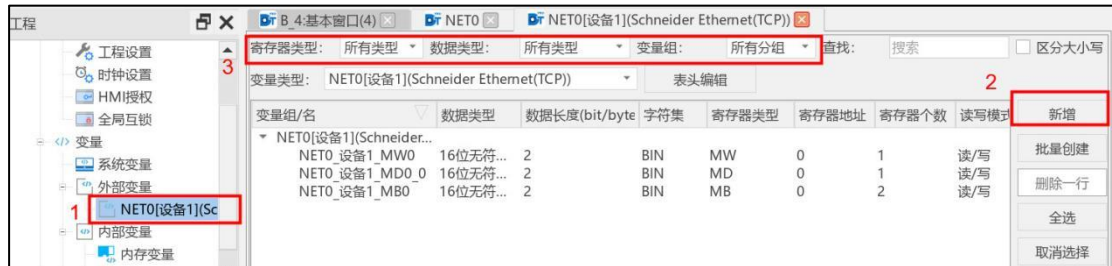 工程
B_4:基本窗口(4)
NET0
NET0[设备1](Schneider Ethernet(TCP))
工程设置
时钟设置
HMI授权
全局互锁
变量
系统变量
外部变量
1
NET0[设备1](Sc
内部变量
内存变量
3
寄存器类型: 所有类型 数据类型: 所有类型 变量组: 所有分组 查找: 搜索 区分大小写
变量类型: NET0[设备1](Schneider Ethernet(TCP)) 表头编辑
2
变量组/名 数据类型 数据长度(bit/byte 字符集 寄存器类型 寄存器地址 寄存器个数 读写模式
NET0[设备1](Schneider...
NET0_设备1_MW0 16位无符... 2 BIN MW 0 1 读/写
NET0_设备1_MD0_0 16位无符... 2 BIN MD 0 1 读/写
NET0_设备1_MB0 16位无符... 2 BIN MB 0 2 读/写
新增
批量创建
删除一行
全选
取消选择